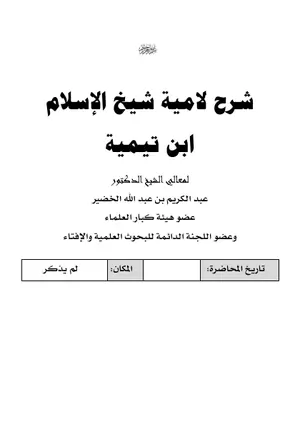 شرح لامية شيخ الإسلام
ابن تيمية
لمعالي الشيخ الدكتور
عبد الكريم بن عبد الله الخضير
عضو هيئة كبار العلماء
وعضو اللجنة الدائمة للبحوث العلمية والإفتاء
تاريخ المحاضرة: المكان: لم يذكر